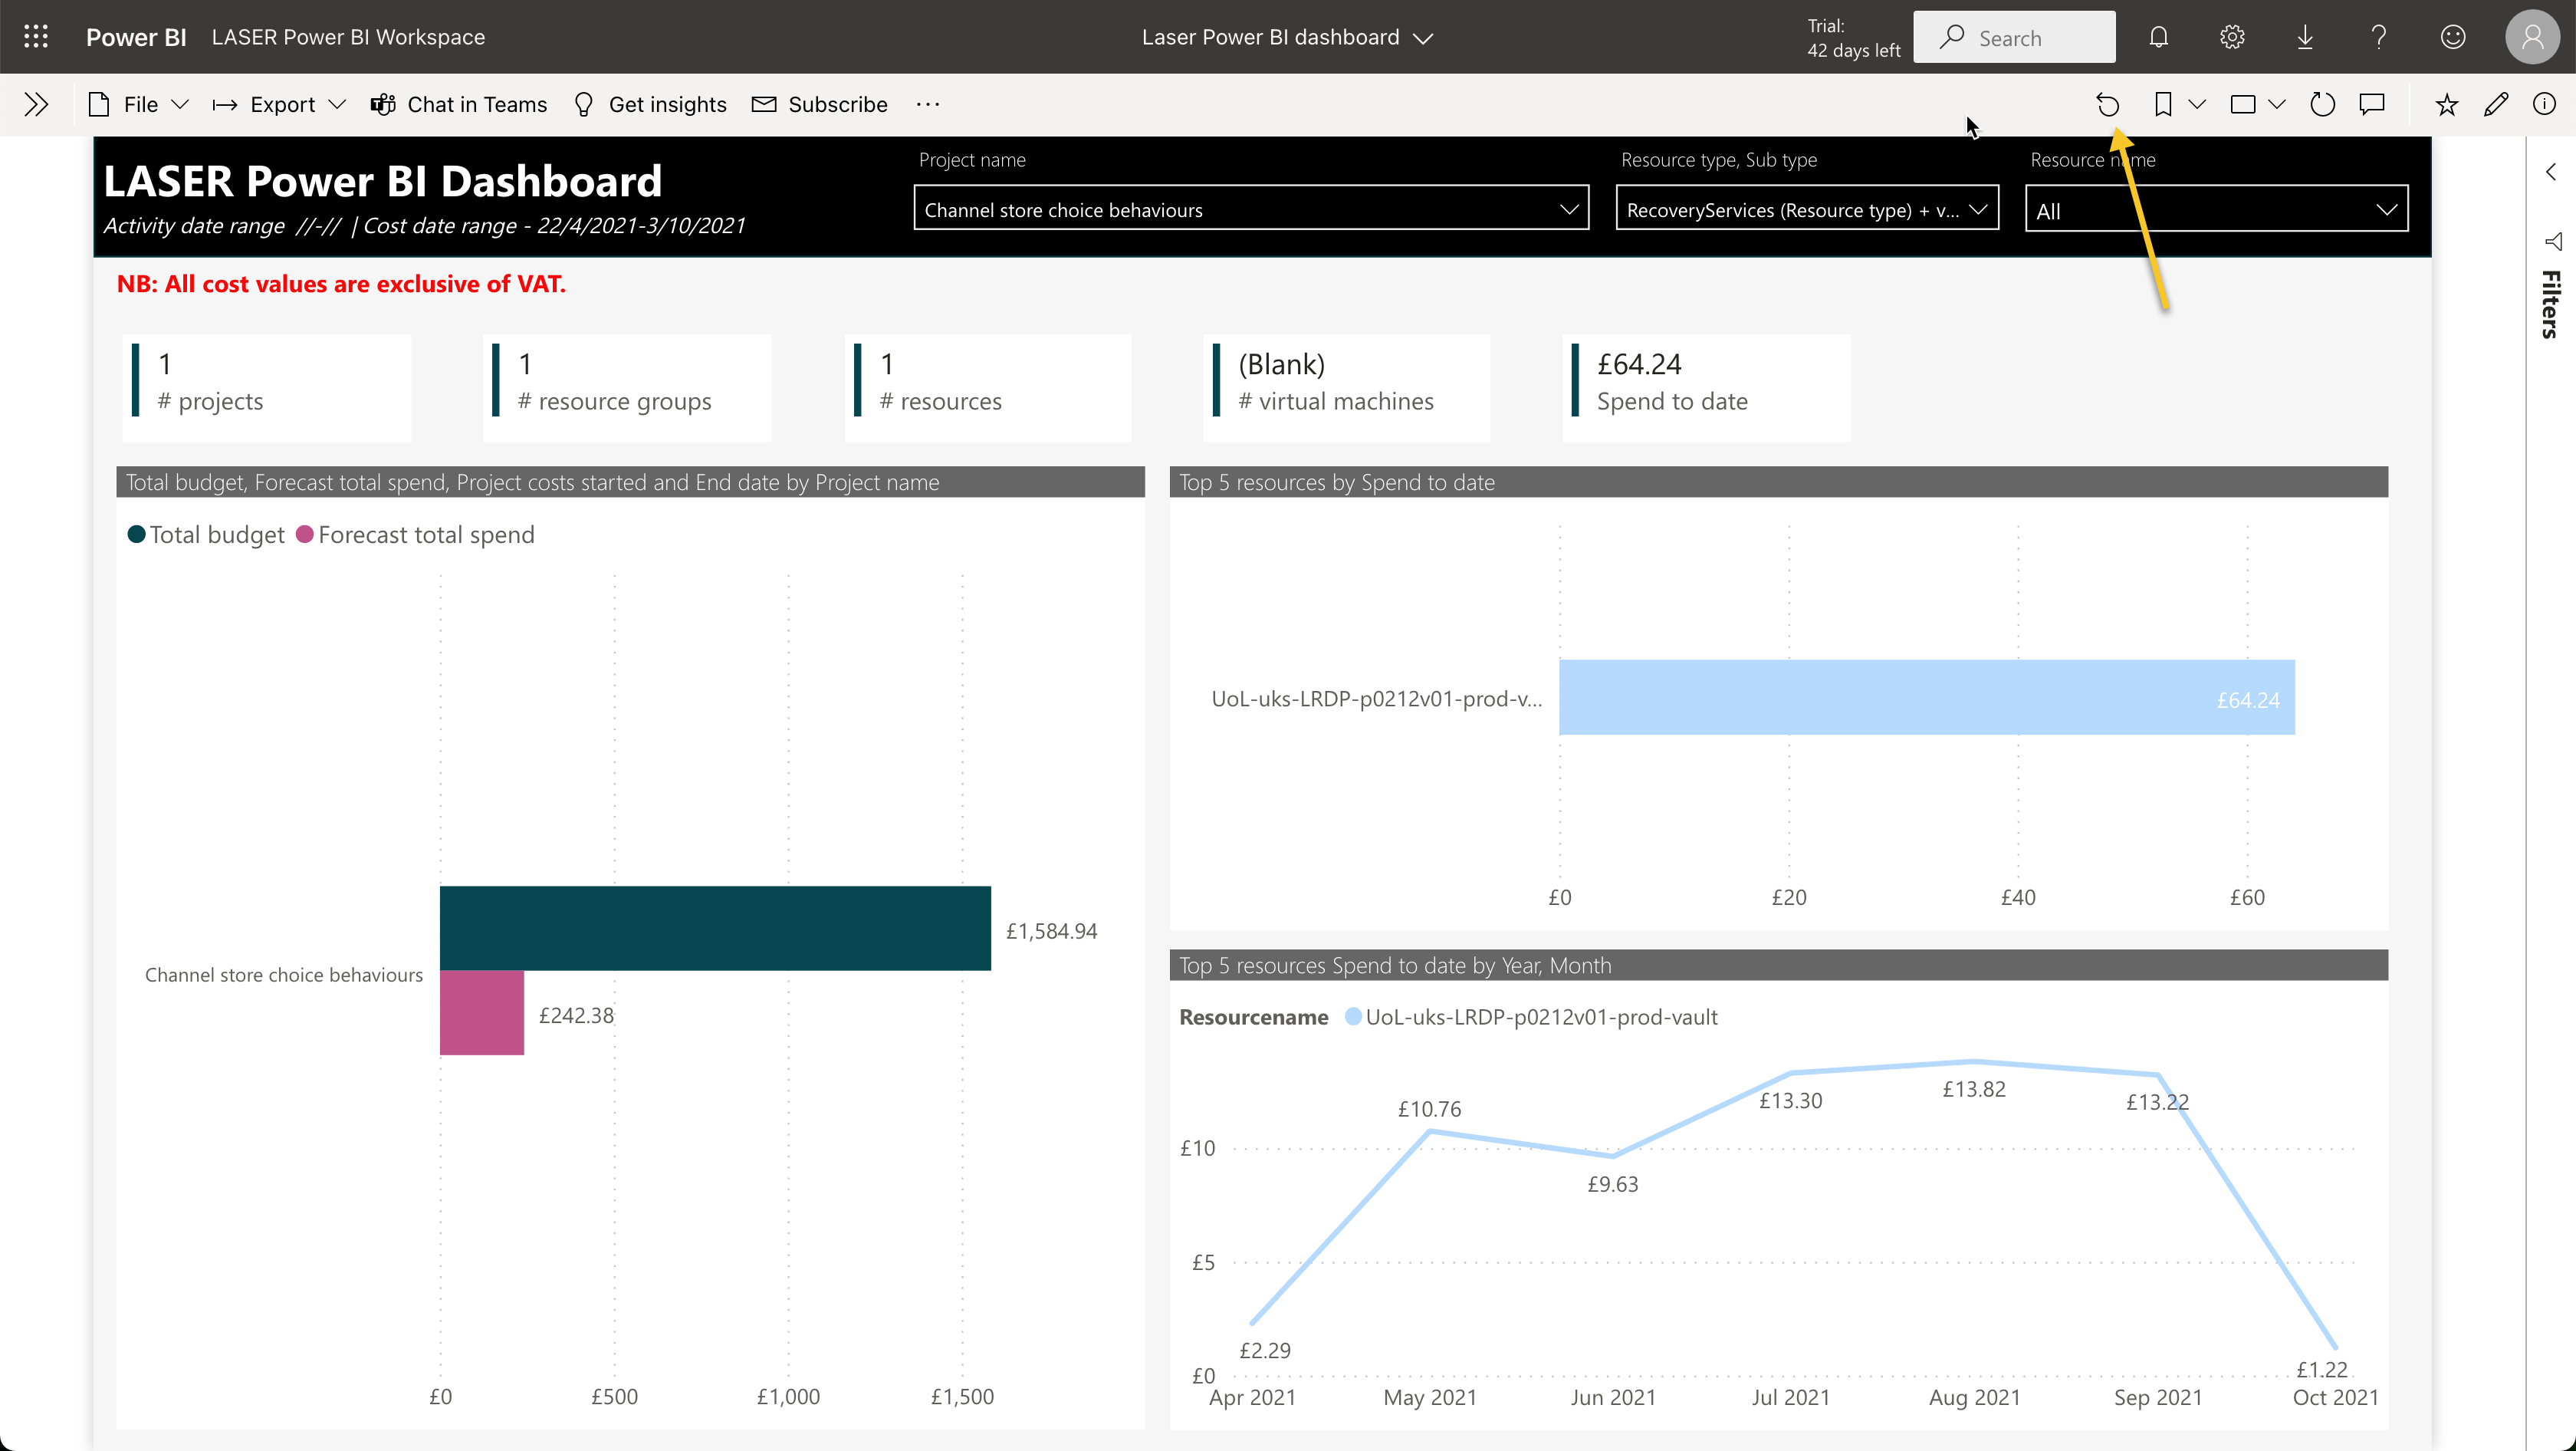 Power BI LASER Power BI Workspace
Laser Power BI dashboard
Trial:
42 days left
Search
File
Export
Chat in Teams
Get insights
Subscribe
LASER Power BI Dashboard
Activity date range //-// | Cost date range - 22/4/2021-3/10/2021
Project name
Channel store choice behaviours
Resource type, Sub type
RecoveryServices (Resource type) + v...
Resource name
All
Filters
NB: All cost values are exclusive of VAT.
1
# projects
1
# resource groups
1
# resources
(Blank)
# virtual machines
£64.24
Spend to date
Total budget, Forecast total spend, Project costs started and End date by Project name
Total budget Forecast total spend
£1,584.94
Channel store choice behaviours
£242.38
£0 £500 £1,000 £1,500
Top 5 resources by Spend to date
UoL-uks-LRDP-p0212v01-prod-v...
£64.24
£0 £20 £40 £60
Top 5 resources Spend to date by Year, Month
Resourcename UoL-uks-LRDP-p0212v01-prod-vault
£13.82
£13.30
£13.22
£10.76
£10
£9.63
£5
£2.29
£1.22
£0
Apr 2021 May 2021 Jun 2021 Jul 2021 Aug 2021 Sep 2021 Oct 2021